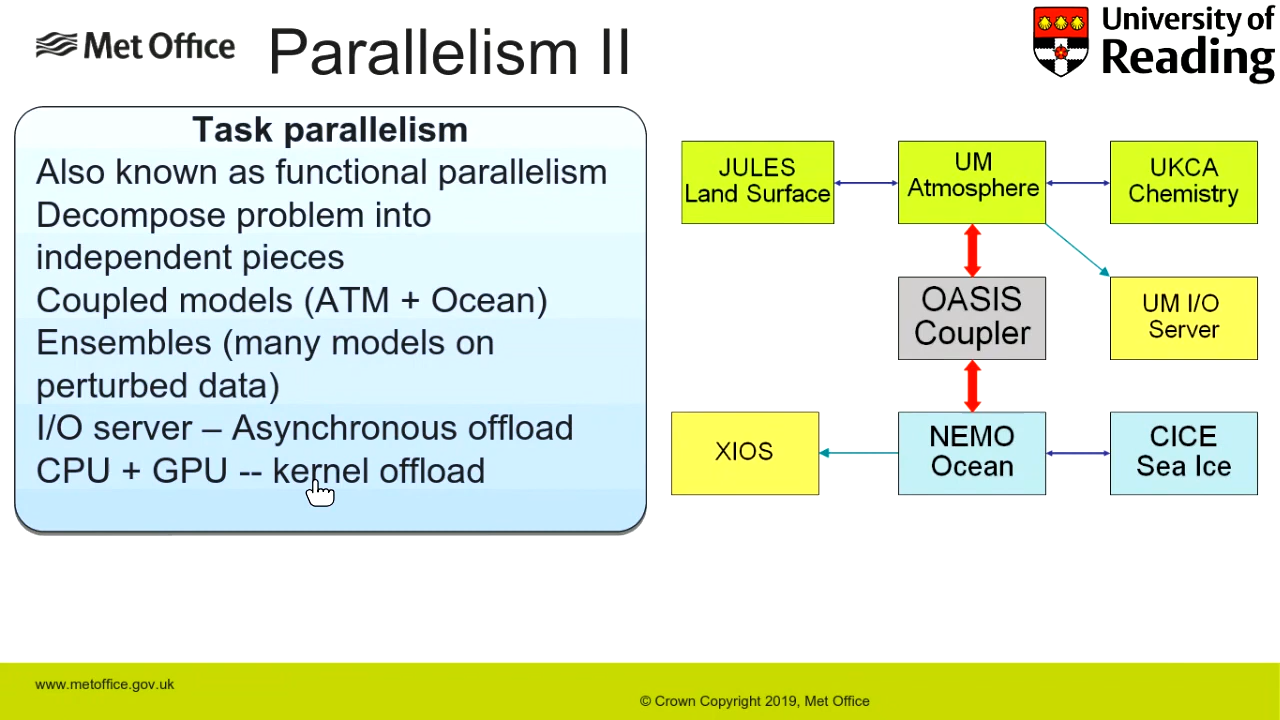 Met Office
Parallelism II
University of
Reading
Task parallelism
Also known as functional parallelism
Decompose problem into
independent pieces
Coupled models (ATM + Ocean)
Ensembles (many models on
perturbed data)
I/O server – Asynchronous offload
CPU + GPU -- kernel offload
JULES
Land Surface
UM
Atmosphere
UKCA
Chemistry
OASIS
Coupler
UM I/O
Server
XIOS
NEMO
Ocean
CICE
Sea Ice
www.metoffice.gov.uk
© Crown Copyright 2019, Met Office